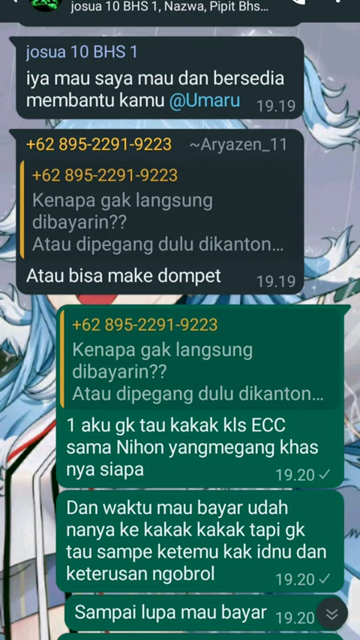 josua 10 BHS 1, Nazwa, Pipit Bhs...
josua 10 BHS 1
iya mau saya mau dan bersedia
membantu kamu @Umaru
19.19
+62 895-2291-9223 ~Aryazen_11
+62 895-2291-9223
Kenapa gak langsung
dibayarin??
Atau dipegang dulu dikanton...
Atau bisa make dompet
19.19
+62 895-2291-9223
Kenapa gak langsung
dibayarin??
Atau dipegang dulu dikanton...
1 aku gk tau kakak kls ECC
sama Nihon yangmegang khas
nya siapa
19.20
Dan waktu mau bayar udah
nanya ke kakak kakak tapi gk
tau sampe ketemu kak idnu dan
keterusan ngobrol
19.20
Sampai lupa mau bayar
19.20